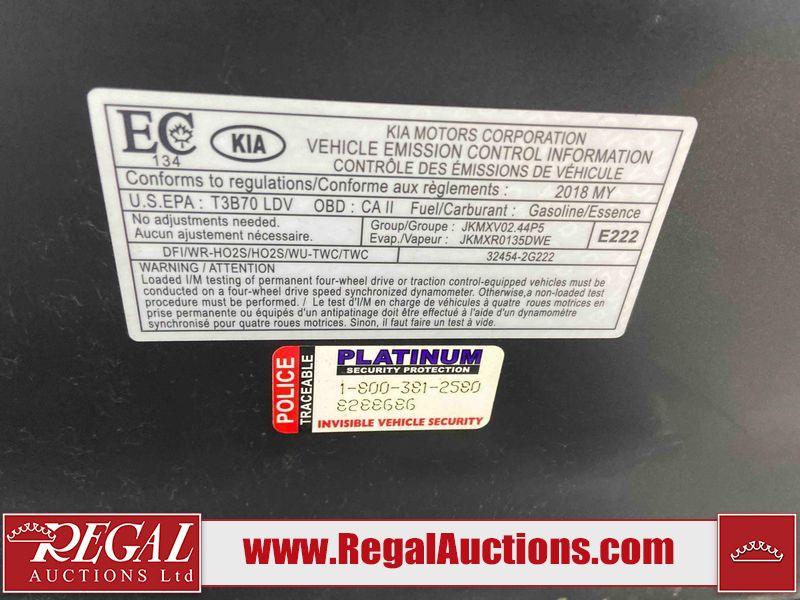 EC
134
KIA
KIA MOTORS CORPORATION
VEHICLE EMISSION CONTROL INFORMATION
CONTRÔLE DES ÉMISSIONS DE VÉHICULE
Conforms to regulations/Conforme aux règlements : 2018 MY
U.S.EPA : T3B70 LDV OBD : CA II Fuel/Carburant : Gasoline/Essence
No adjustments needed.
Aucun ajustement nécessaire.
Group/Groupe : JKMXV02.44P5
Evap./Vapeur : JKMXR0135DWE
E222
DFI/WR-HO2S/HO2S/WU-TWC/TWC 32454-2G222
WARNING / ATTENTION
Loaded I/M testing of permanent four-wheel drive or traction control-equipped vehicles must be
conducted on a four-wheel drive speed synchronized dynamometer. Otherwise,a non-loaded test
procedure must be performed. / Le test d'I/M en charge de véhicules à quatre roues motrices en
prise permanente ou équipés d'un antipatinage doit être effectué à l'aide d'un dynamomètre
synchronisé pour quatre roues motrices. Sinon, il faut faire un test à vide.
POLICE
TRACEABLE
PLATINUM
SECURITY PROTECTION
1-800-381-2580
8288686
INVISIBLE VEHICLE SECURITY
REGAL
AUCTIONS Ltd
www.RegalAuctions.com